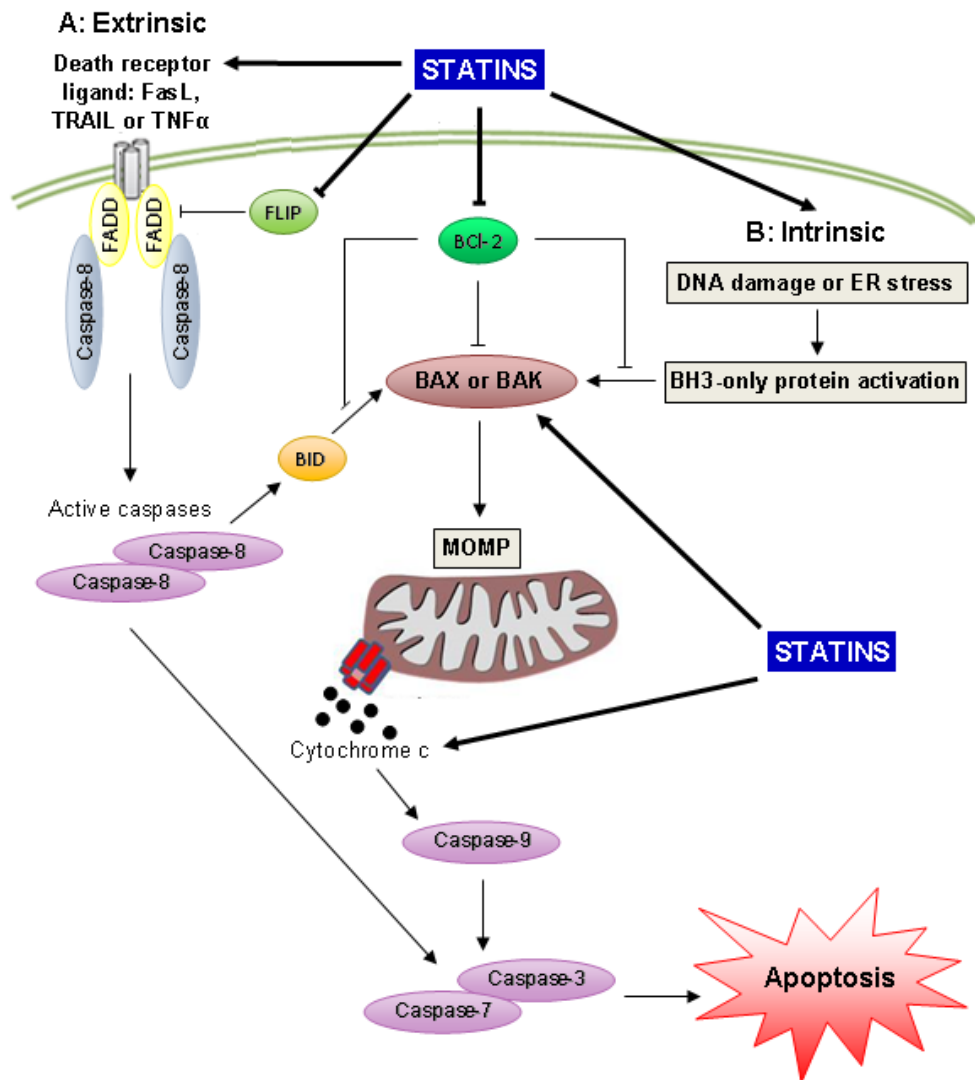 A: Extrinsic
Death receptor
ligand: FasL,
TRAIL or TNFα
STATINS
FADD
FADD
FLIP
Caspase-8
Caspase-8
BCl-2
B: Intrinsic
DNA damage or ER stress
BH3-only protein activation
BAX or BAK
BID
Active caspases
Caspase-8
Caspase-8
MOMP
STATINS
Cytochrome c
Caspase-9
Caspase-3
Caspase-7
Apoptosis